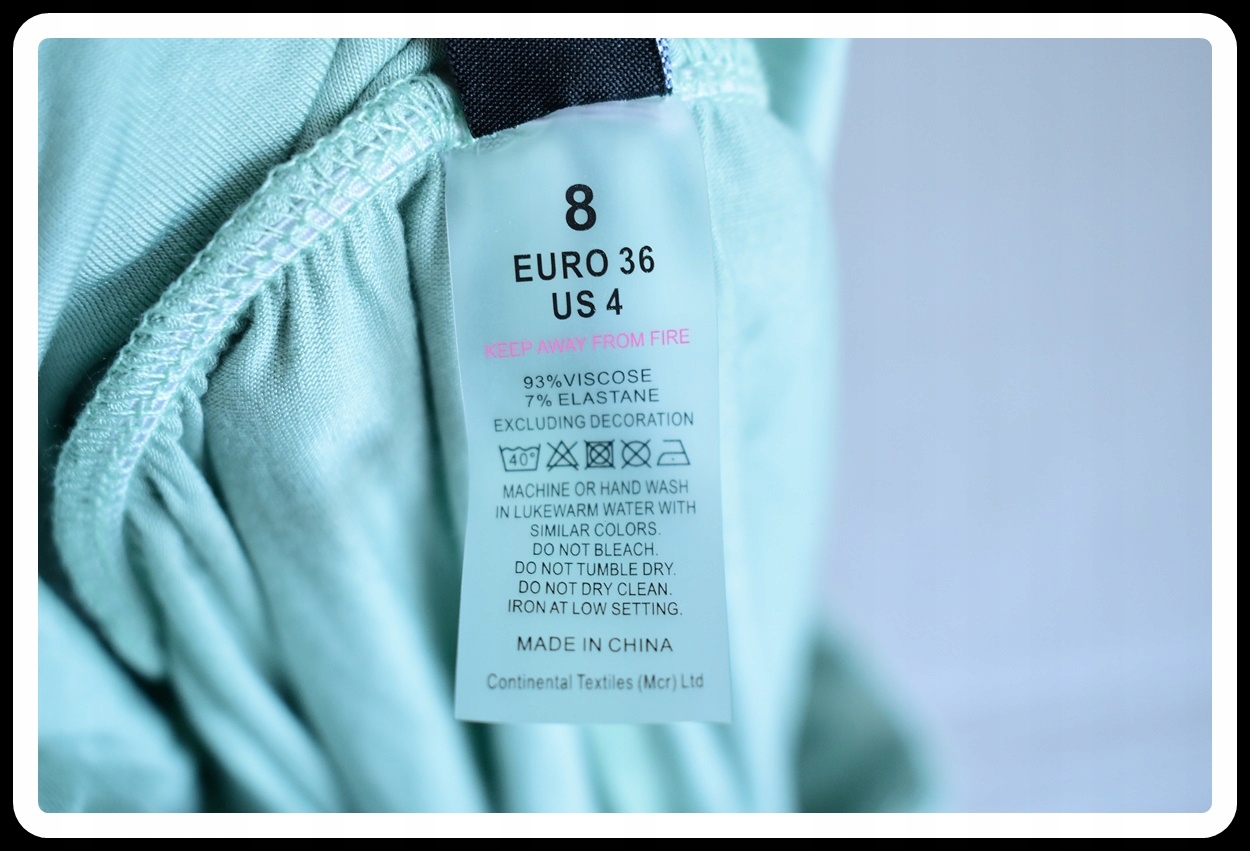 8
EURO 36
US 4
KEEP AWAY FROM FIRE
93%VISCOSE
7% ELASTANE
EXCLUDING DECORATION
40°
MACHINE OR HAND WASH
IN LUKEWARM WATER WITH
SIMILAR COLORS.
DO NOT BLEACH.
DO NOT TUMBLE DRY.
DO NOT DRY CLEAN.
IRON AT LOW SETTING.
MADE IN CHINA
Continental Textiles (Mcr) Ltd